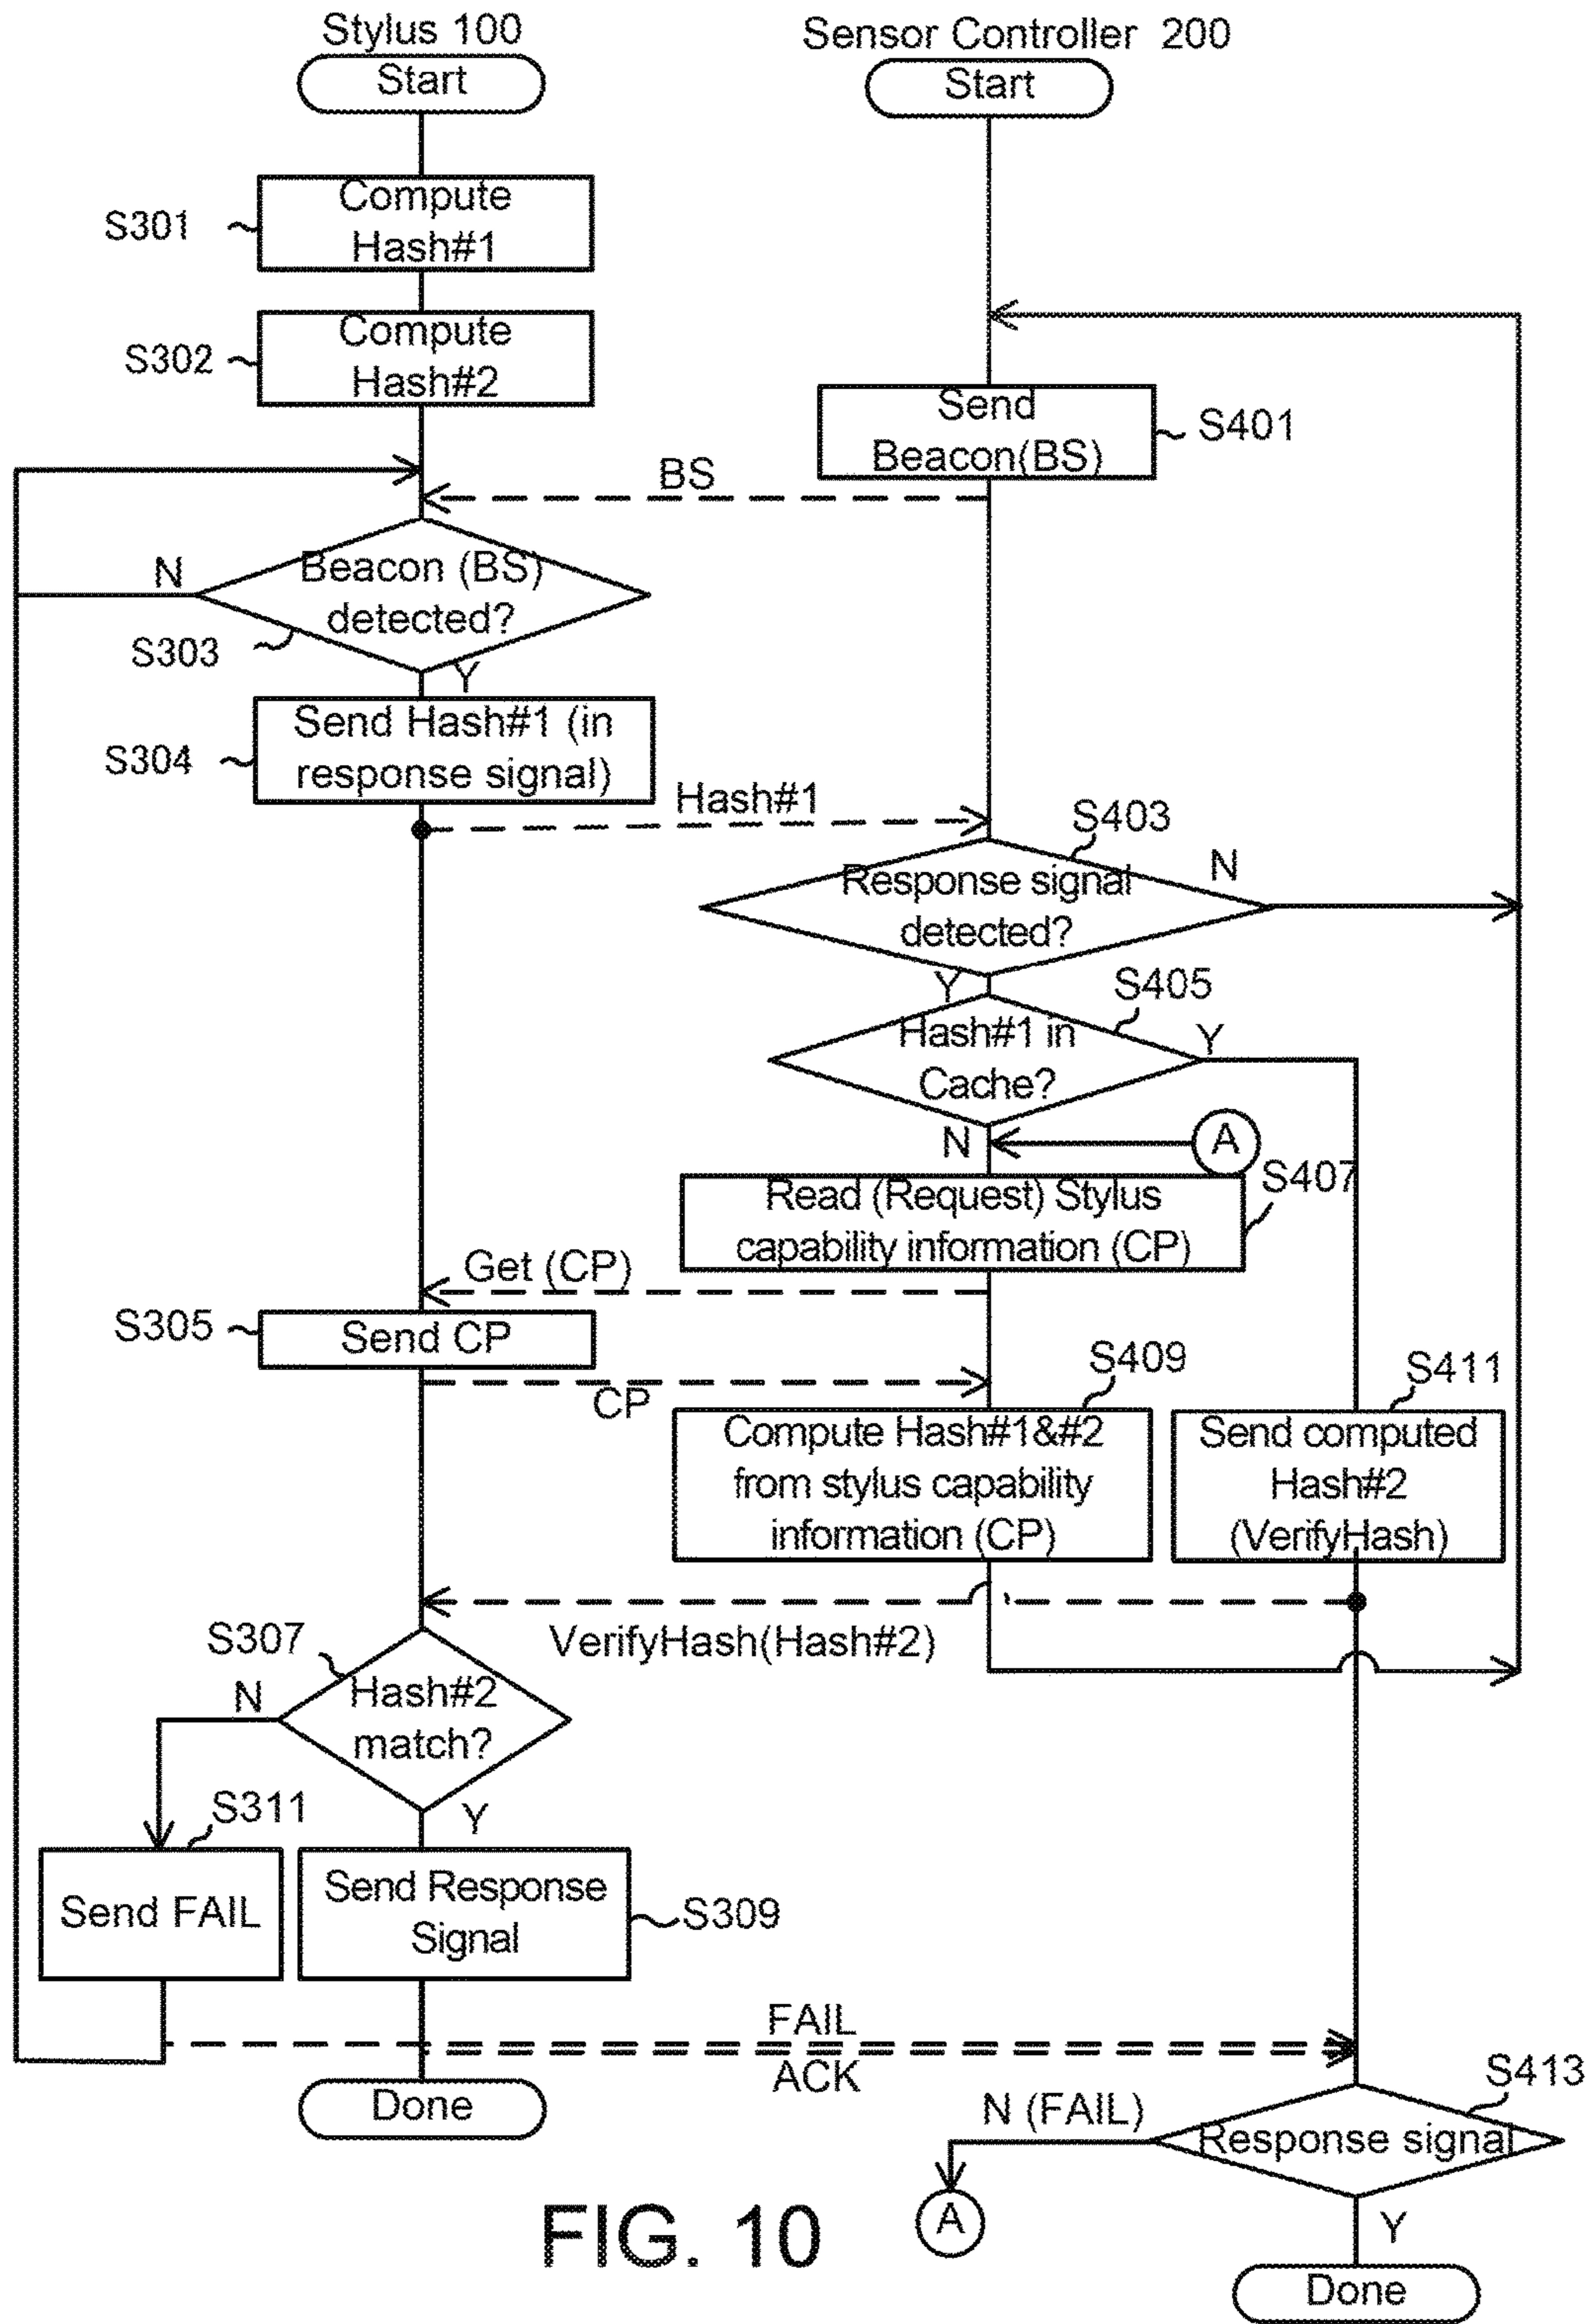 Stylus 100
Sensor Controller 200
Start
Start
S301
Compute
Hash#1
S302
Compute
Hash#2
Send
Beacon(BS)
S401
BS
N
Beacon (BS)
detected?
S303
Y
S304
Send Hash#1 (in
response signal)
Hash#1
S403
Response signal
detected?
N
Y
S405
Hash#1 in
Cache?
Y
N
A
S407
Read (Request) Stylus
capability information (CP)
Get (CP)
S305
Send CP
CP
S409
S411
Compute Hash#1&#2
from stylus capability
information (CP)
Send computed
Hash#2
(VerifyHash)
VerifyHash(Hash#2)
S307
Hash#2
match?
N
Y
S311
Send FAIL
Send Response
Signal
S309
FAIL
ACK
Done
S413
N (FAIL)
Response signal
A
Y
Done
FIG. 10